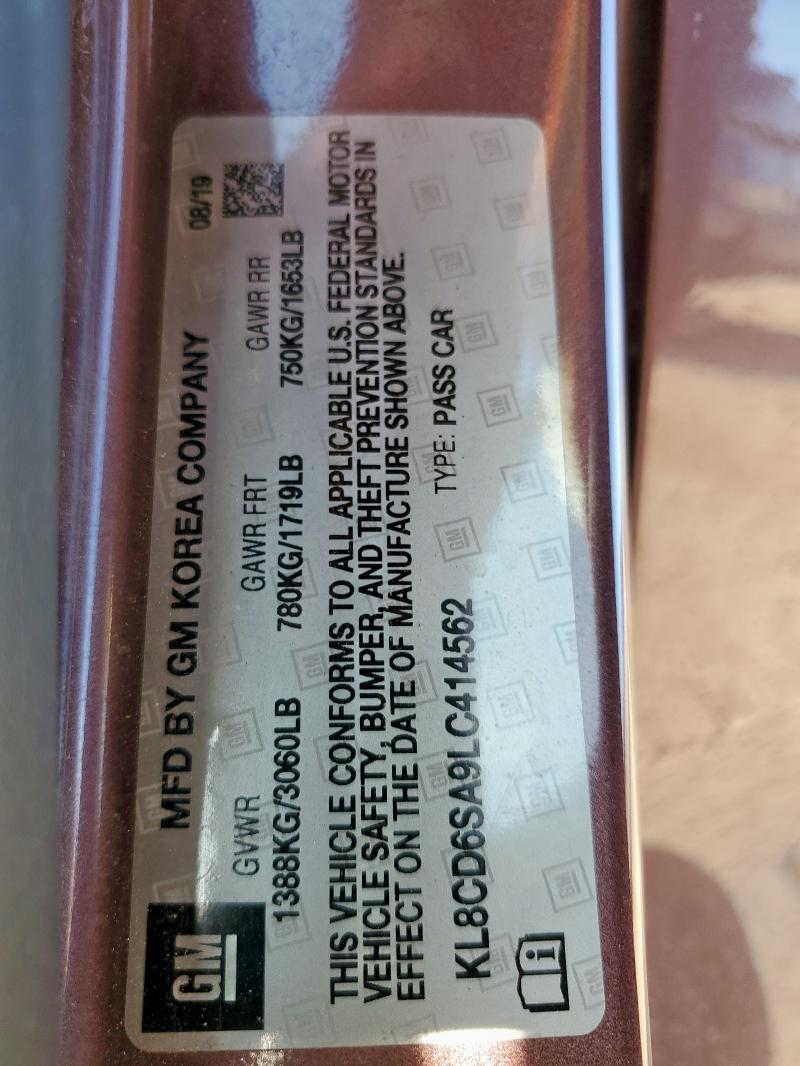 GM
MFD BY GM KOREA COMPANY 08/19
GVWR GAWR FRT GAWR RR
1388KG/3060LB 780KG/1719LB 750KG/1653LB
THIS VEHICLE CONFORMS TO ALL APPLICABLE U.S. FEDERAL MOTOR
VEHICLE SAFETY, BUMPER, AND THEFT PREVENTION STANDARDS IN
EFFECT ON THE DATE OF MANUFACTURE SHOWN ABOVE.
KL8CD6SA9LC414562 TYPE: PASS CAR